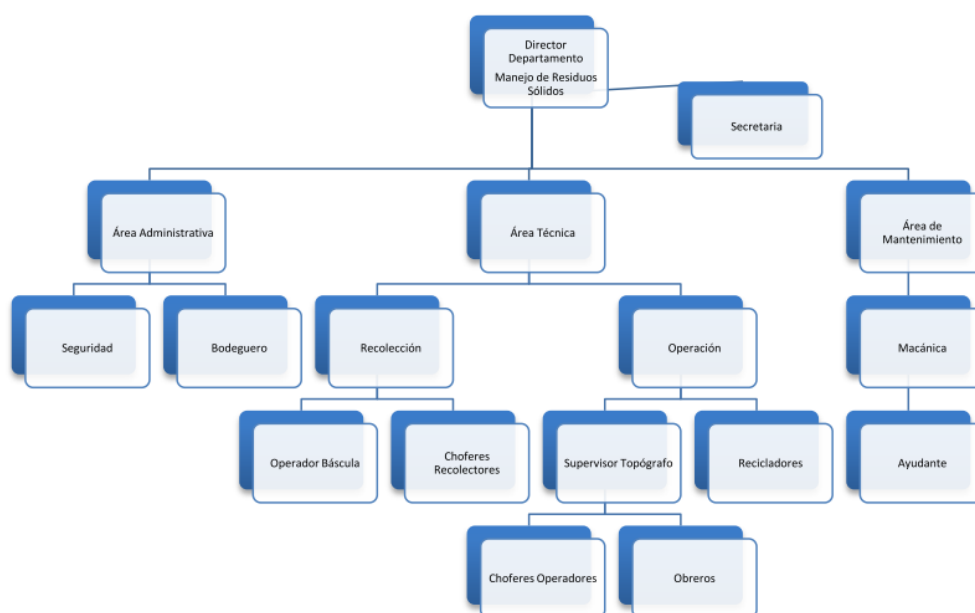 Director
Departamento
Manejo de Residuos
Sólidos
Secretaria
Área Administrativa
Área Técnica
Área de
Mantenimiento
Seguridad
Bodeguero
Recolección
Operación
Macánica
Operador Báscula
Choferes
Recolectores
Supervisor Topógrafo
Recicladores
Ayudante
Choferes Operadores
Obreros